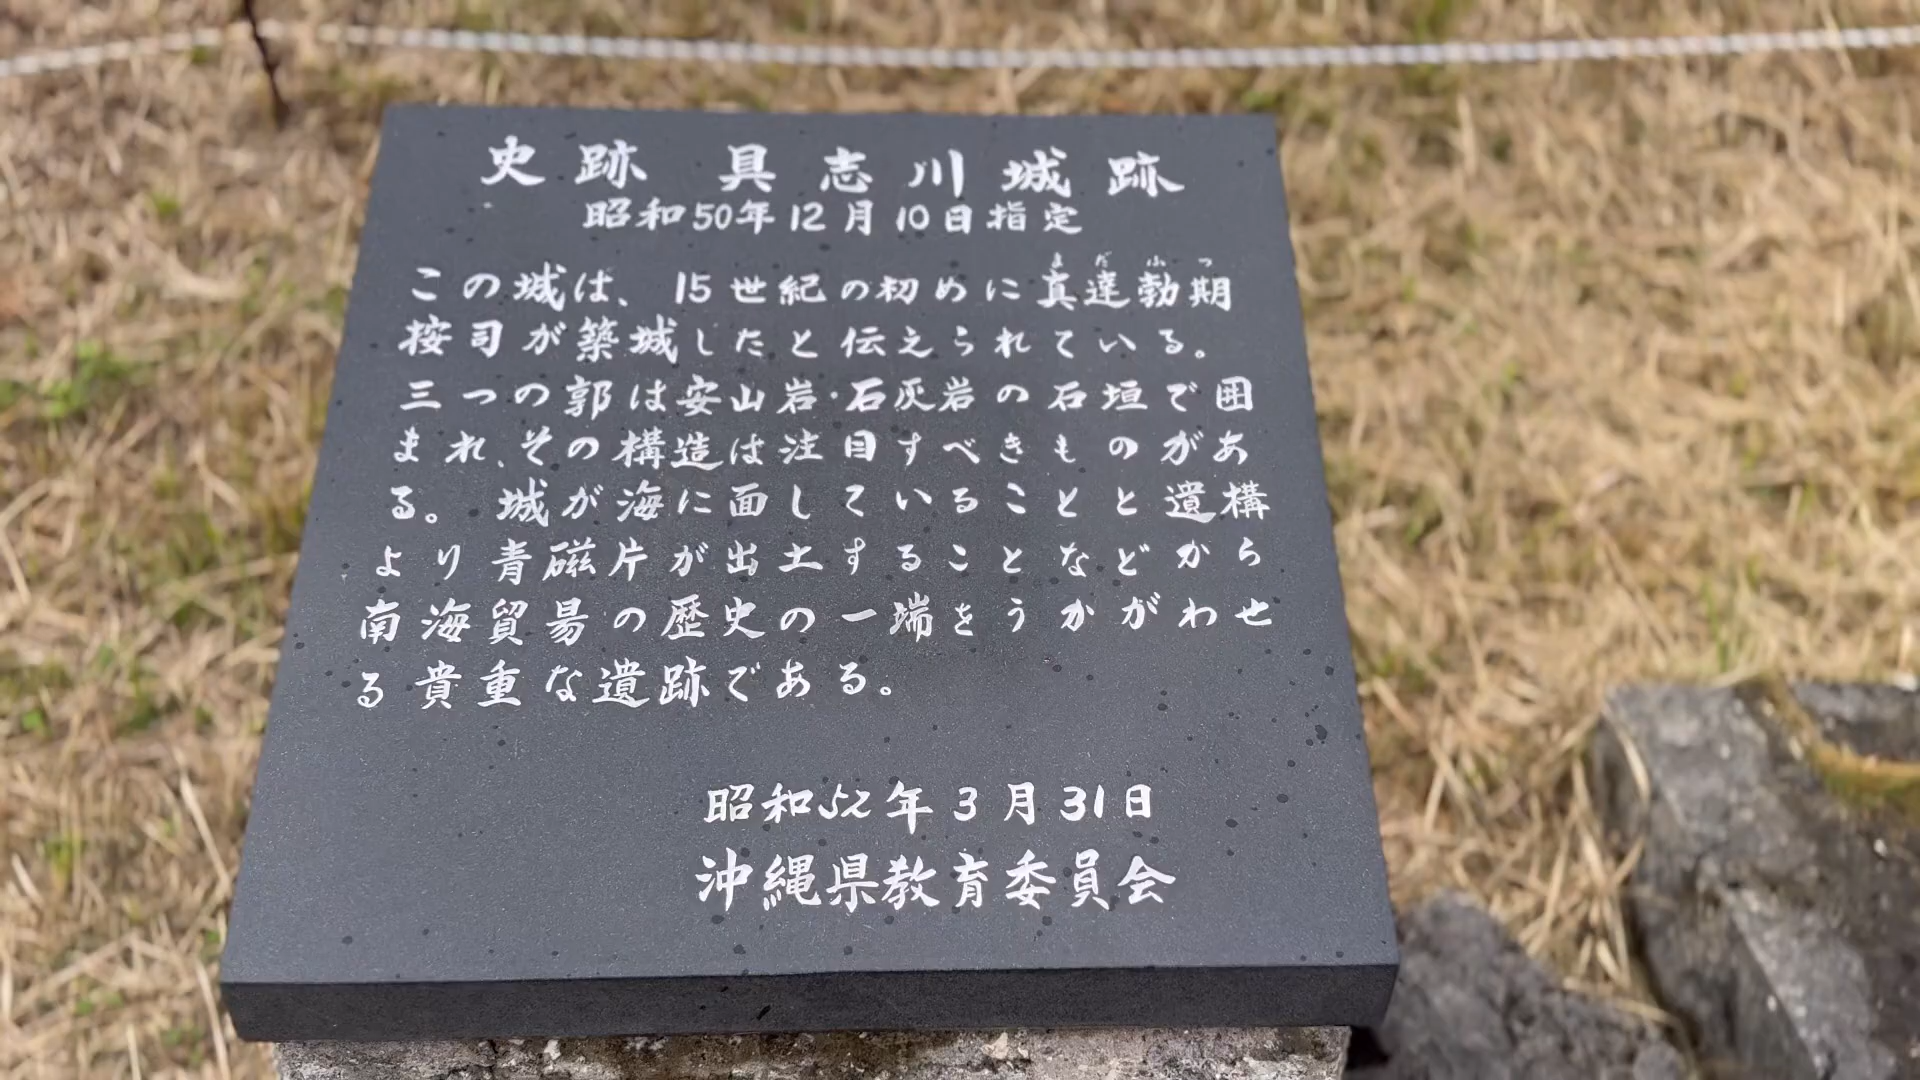 史跡 具志川城跡
昭和50年12月10日指定
まだふつ
この城は、15世紀の初めに真達勃期
按司が築城したと伝えられている。
三つの郭は安山岩・石灰岩の石垣で囲
まれ、その構造は注目すべきものがあ
る。城が海に面していることと遺構
より青磁片が出土することなどから
南海貿易の歴史の一端をうかがわせ
る貴重な遺跡である。
昭和52年3月31日
沖縄県教育委員会